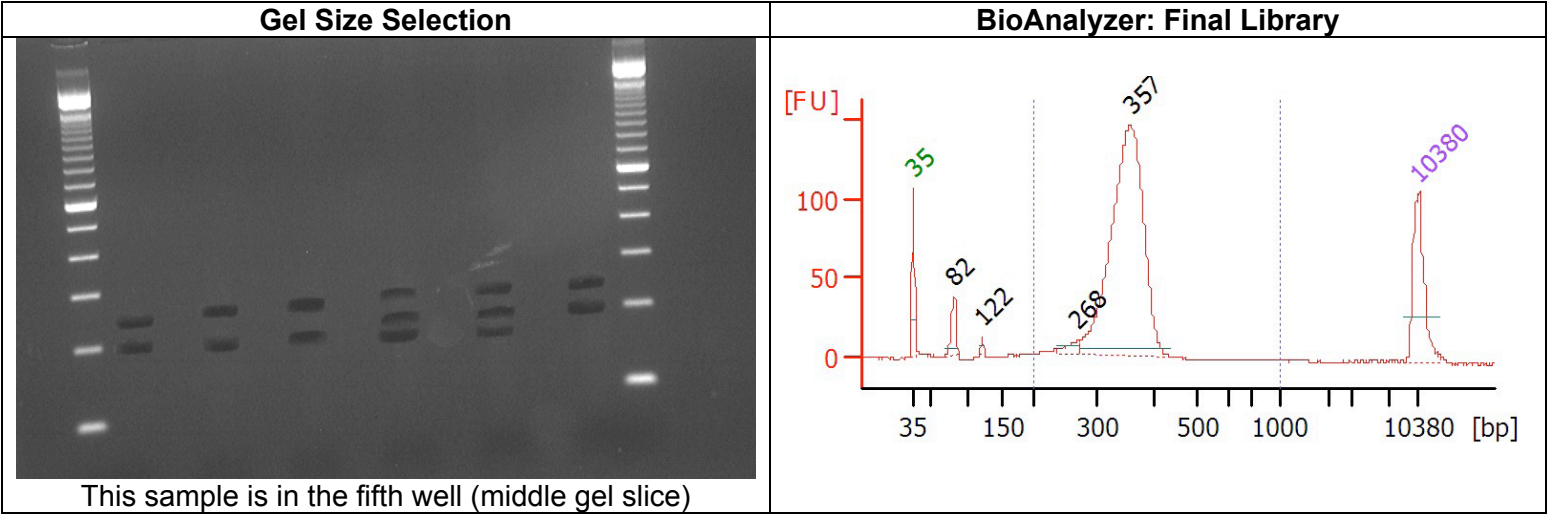 Gel Size Selection
BioAnalyzer: Final Library
This sample is in the fifth well (middle gel slice)
[FU]
100
50
0
35
82
122
268
357
10380
35 150 300 500 1000 10380 [bp]